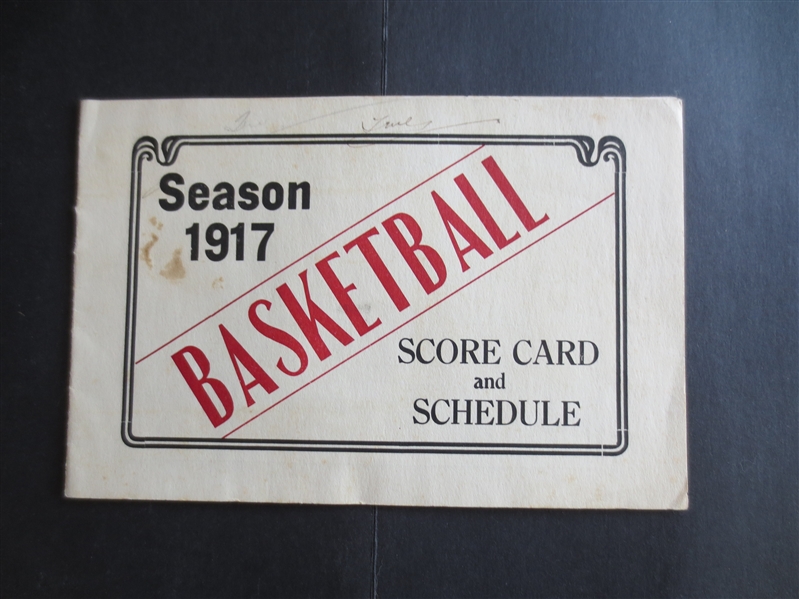 Season
1917
BASKETBALL
SCORE CARD
and
SCHEDULE